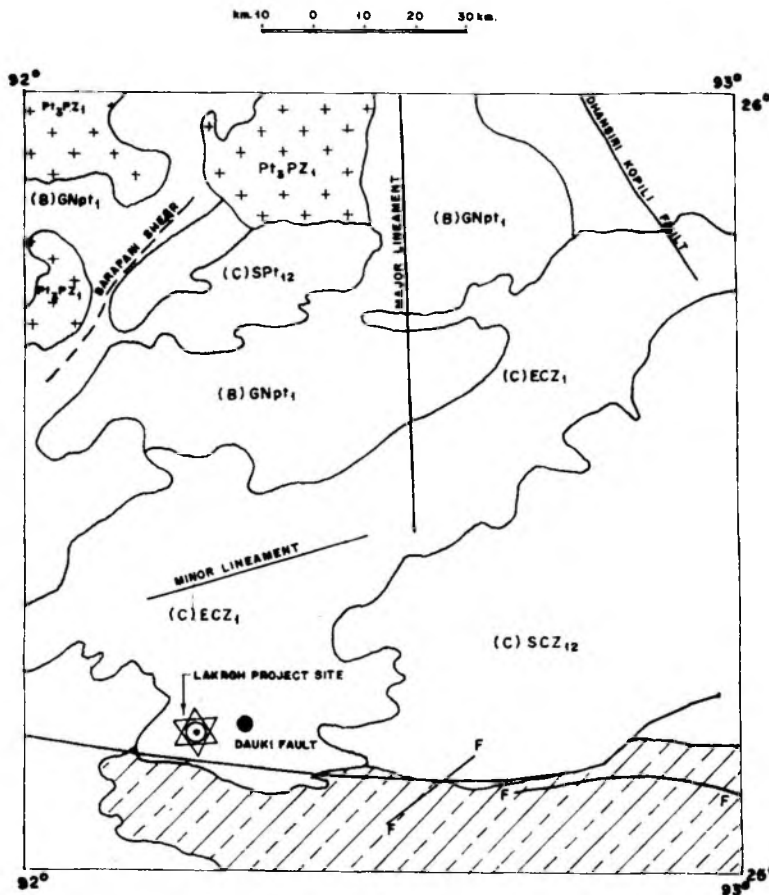 km. 10 0 10 20 30 km.
92° 93°
26°
Pt₃PZ₁
Pt₃PZ₁
(B)GNpt₁
(B)GNpt₁
BARAPANI SHEAR
MAJOR LINEAMENT
DHANSIRI KOPILI FAULT
Pt₃PZ₁
(C)SPt₁₂
(B)GNpt₁
(C)ECZ₁
MINOR LINEAMENT
(C)ECZ₁
(C)SCZ₁₂
LAKROH PROJECT SITE
DAUKI FAULT
F
F
F
F
92° 93° 26°